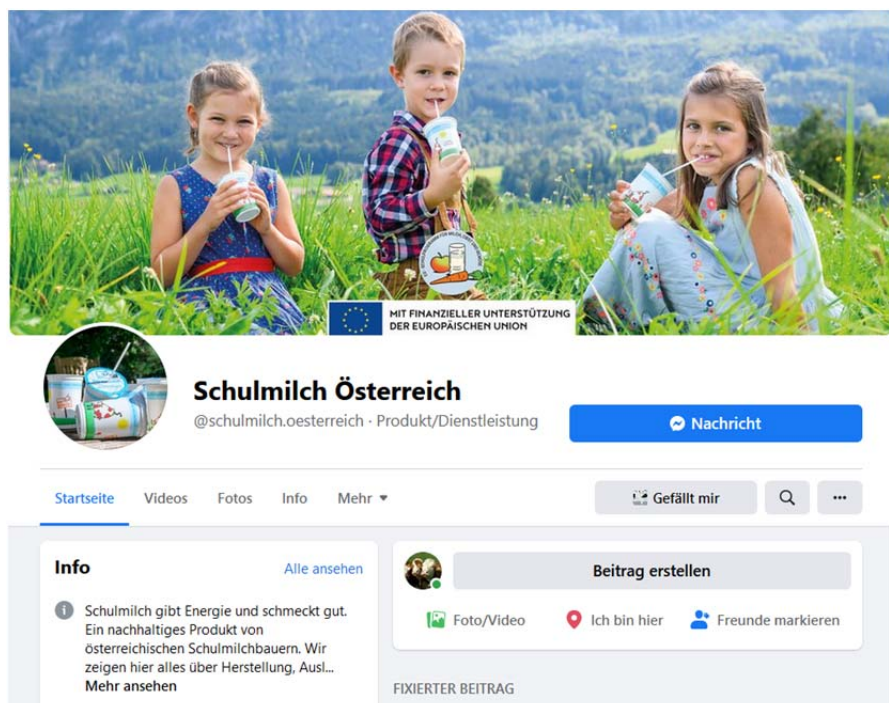 MIT FINANZIELLER UNTERSTÜTZUNG
DER EUROPÄISCHEN UNION
Schulmilch Österreich
@schulmilch.oesterreich · Produkt/Dienstleistung
Nachricht
Startseite
Videos
Fotos
Info
Mehr
Gefällt mir
Info
Alle ansehen
Schulmilch gibt Energie und schmeckt gut.
Ein nachhaltiges Produkt von
österreichischen Schulmilchbauern. Wir
zeigen hier alles über Herstellung, Ausl...
Mehr ansehen
Beitrag erstellen
Foto/Video
Ich bin hier
Freunde markieren
FIXIERTER BEITRAG